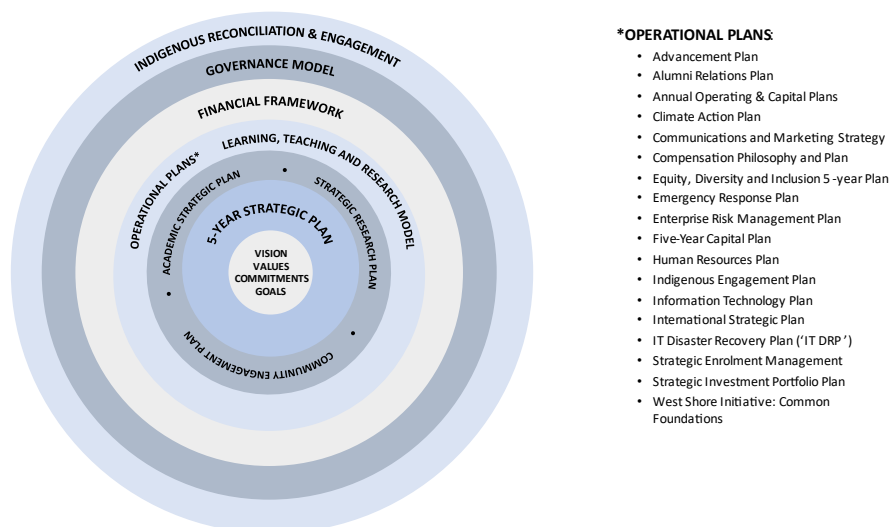 INDIGENOUS RECONCILIATION & ENGAGEMENT
GOVERNANCE MODEL
FINANCIAL FRAMEWORK
OPERATIONAL PLANS*
LEARNING, TEACHING AND RESEARCH MODEL
ACADEMIC STRATEGIC PLAN
•
STRATEGIC RESEARCH PLAN
•
COMMUNITY ENGAGEMENT PLAN
•
5-YEAR STRATEGIC PLAN
VISION
VALUES
COMMITMENTS
GOALS
*OPERATIONAL PLANS:
• Advancement Plan
• Alumni Relations Plan
• Annual Operating & Capital Plans
• Climate Action Plan
• Communications and Marketing Strategy
• Compensation Philosophy and Plan
• Equity, Diversity and Inclusion 5-year Plan
• Emergency Response Plan
• Enterprise Risk Management Plan
• Five-Year Capital Plan
• Human Resources Plan
• Indigenous Engagement Plan
• Information Technology Plan
• International Strategic Plan
• IT Disaster Recovery Plan ('IT DRP')
• Strategic Enrolment Management
• Strategic Investment Portfolio Plan
• West Shore Initiative: Common
Foundations